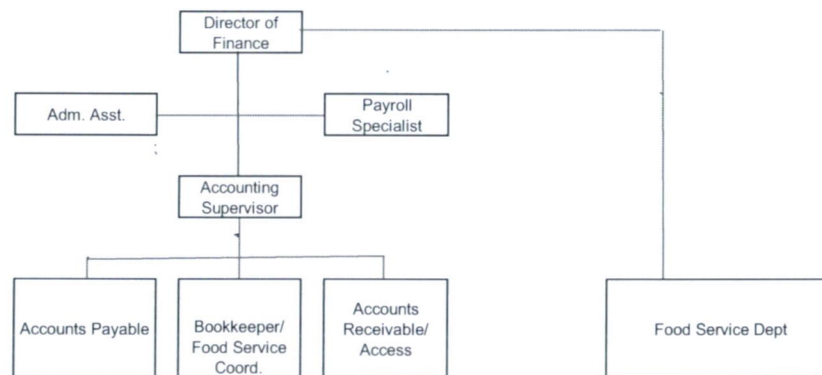 Director of
Finance
Adm. Asst.
Payroll
Specialist
Accounting
Supervisor
Accounts Payable
Bookkeeper/
Food Service
Coord.
Accounts
Receivable/
Access
Food Service Dept